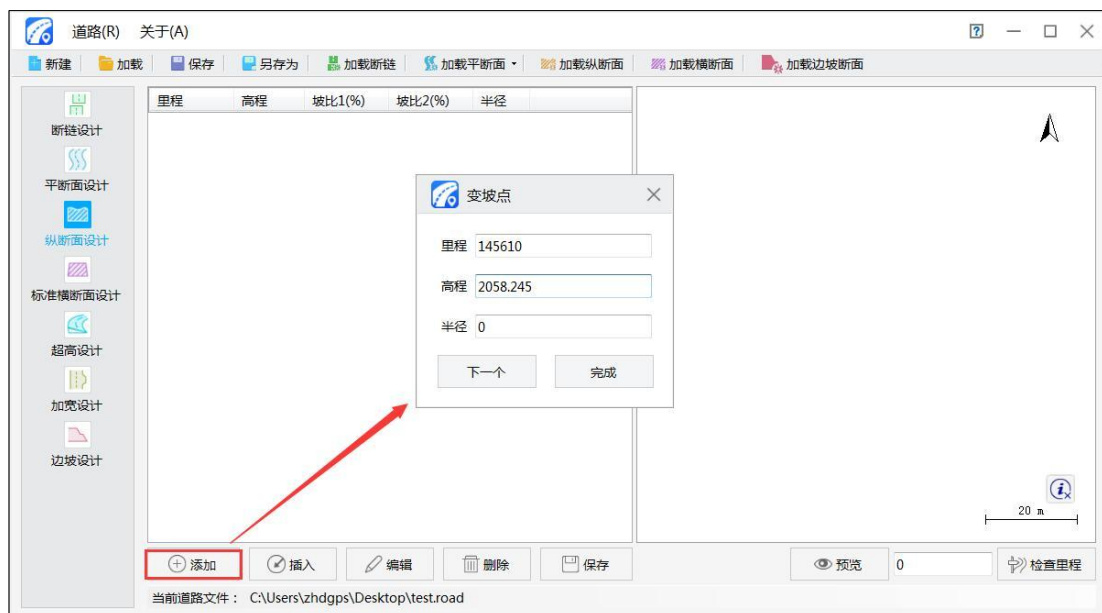 道路(R) 关于(A)
新建 加载 保存 另存为 加载断链 加载平断面 加载纵断面 加载横断面 加载边坡断面
断链设计
平断面设计
纵断面设计
标准横断面设计
超高设计
加宽设计
边坡设计
里程 高程 坡比1(%) 坡比2(%) 半径
变坡点
里程 145610
高程 2058.245
半径 0
下一个 完成
20 m
添加 插入 编辑 删除 保存 预览 0 检查里程
当前道路文件： C:\Users\zhdgps\Desktop\test.road